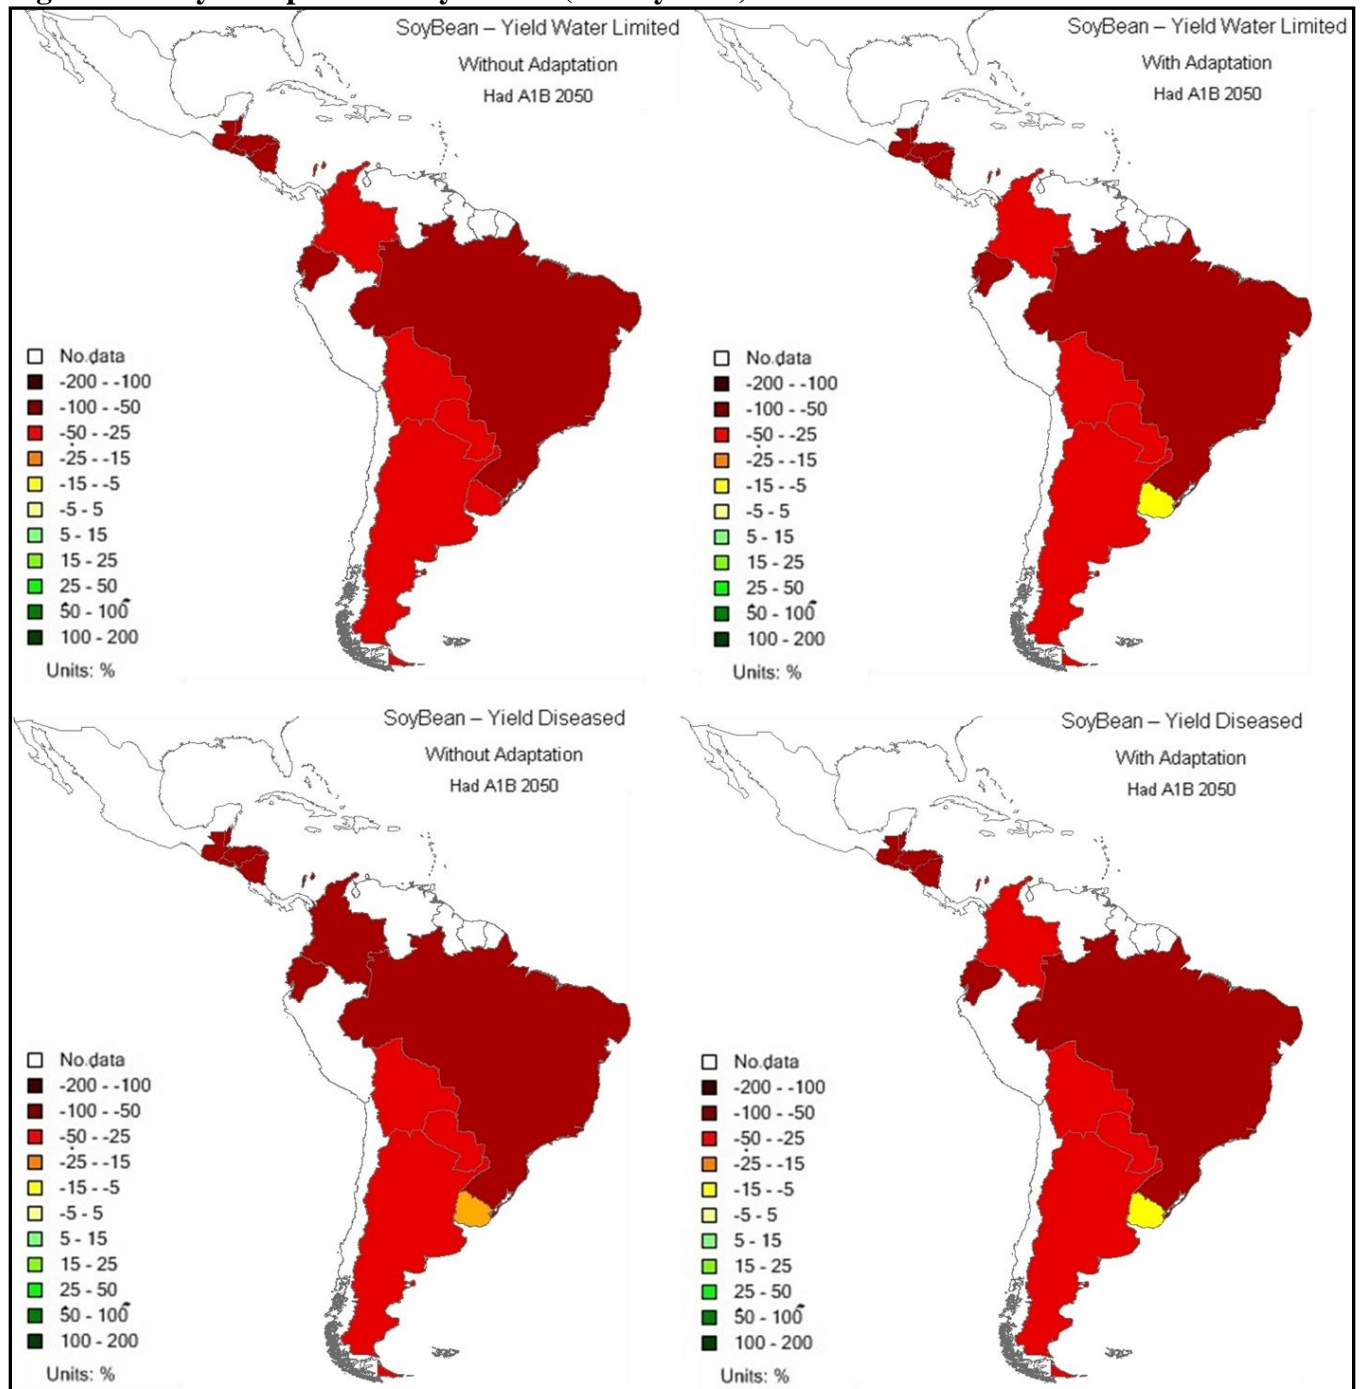 SoyBean – Yield Water Limited
Without Adaptation
Had A1B 2050
No.data
-200 - -100
-100 - -50
-50 - -25
-25 - -15
-15 - -5
-5 - 5
5 - 15
15 - 25
25 - 50
50 - 100
100 - 200
Units: %
SoyBean – Yield Water Limited
With Adaptation
Had A1B 2050
No.data
-200 - -100
-100 - -50
-50 - -25
-25 - -15
-15 - -5
-5 - 5
5 - 15
15 - 25
25 - 50
50 - 100
100 - 200
Units: %
SoyBean – Yield Diseased
Without Adaptation
Had A1B 2050
No.data
-200 - -100
-100 - -50
-50 - -25
-25 - -15
-15 - -5
-5 - 5
5 - 15
15 - 25
25 - 50
50 - 100
100 - 200
Units: %
SoyBean – Yield Diseased
With Adaptation
Had A1B 2050
No.data
-200 - -100
-100 - -50
-50 - -25
-25 - -15
-15 - -5
-5 - 5
5 - 15
15 - 25
25 - 50
50 - 100
100 - 200
Units: %